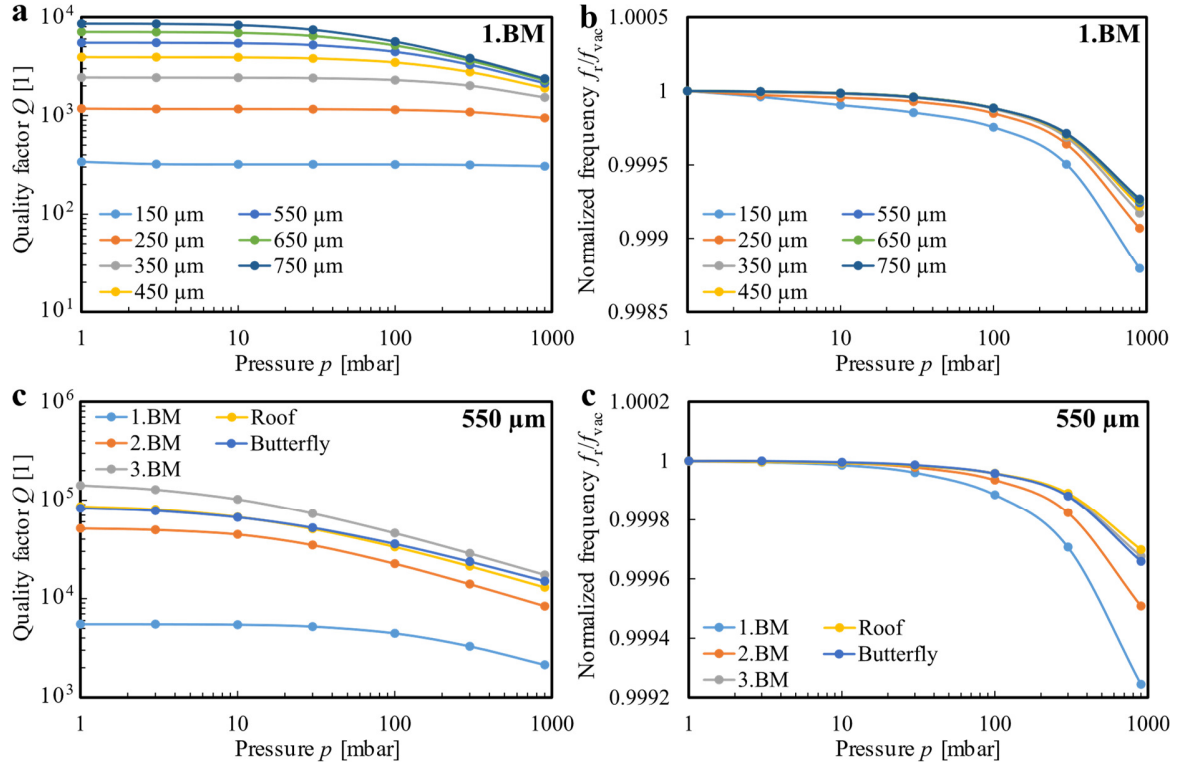 a
10^4
10^3
10^2
10^1
Quality factor Q [1]
1.BM
150 µm
250 µm
350 µm
450 µm
550 µm
650 µm
750 µm
1 10 100 1000
Pressure p [mbar]
b
1.0005
1
0.9995
0.999
0.9985
Normalized frequency f_r/f_vac
1.BM
150 µm
250 µm
350 µm
450 µm
550 µm
650 µm
750 µm
1 10 100 1000
Pressure p [mbar]
c
10^6
10^5
10^4
10^3
Quality factor Q [1]
550 µm
1.BM
2.BM
3.BM
Roof
Butterfly
1 10 100 1000
Pressure p [mbar]
c
1.0002
1
0.9998
0.9996
0.9994
0.9992
Normalized frequency f_r/f_vac
550 µm
1.BM
2.BM
3.BM
Roof
Butterfly
1 10 100 1000
Pressure p [mbar]